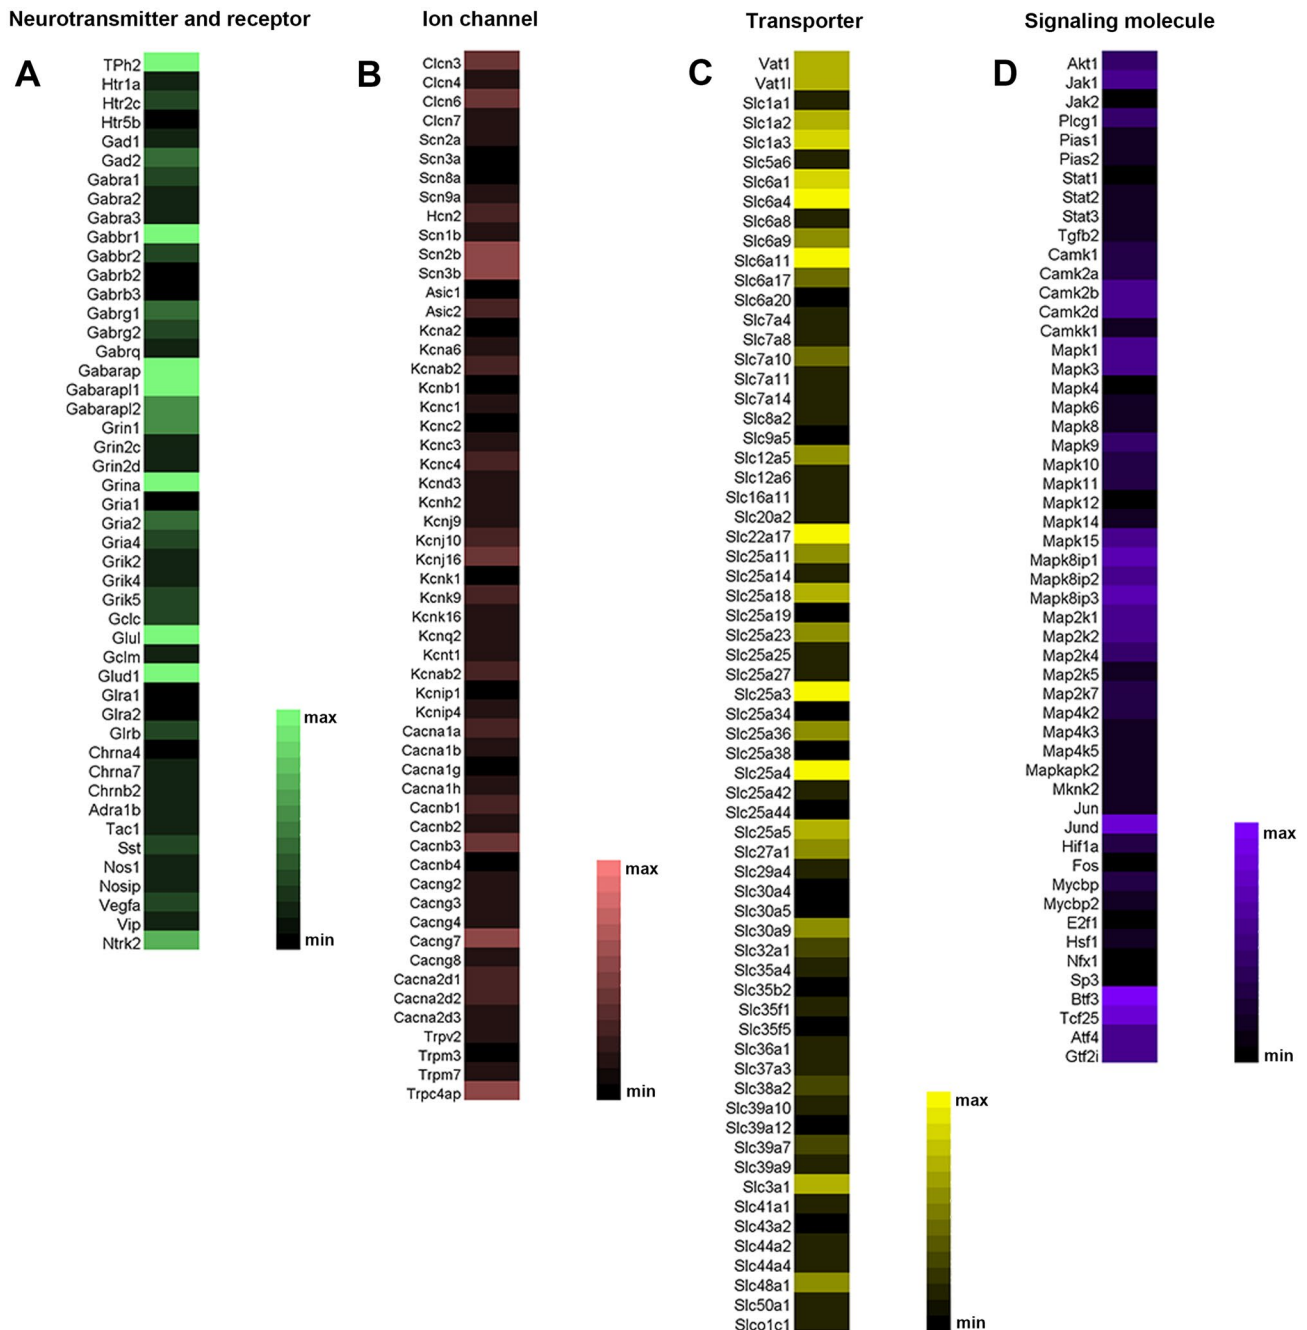 Neurotransmitter and receptor
A
TPh2
Htr1a
Htr2c
Htr5b
Gad1
Gad2
Gabra1
Gabra2
Gabra3
Gabbr1
Gabbr2
Gabrb2
Gabrb3
Gabrg1
Gabrg2
Gabrq
Gabarap
Gabarapl1
Gabarapl2
Grin1
Grin2c
Grin2d
Grina
Gria1
Gria2
Gria4
Grik2
Grik4
Grik5
Gclc
Glul
Gclm
Glud1
Glra1
Glra2
Glrb
Chrna4
Chrna7
Chrnb2
Adra1b
Tac1
Sst
Nos1
Nosip
Vegfa
Vip
Ntrk2
max
min
Ion channel
B
Clcn3
Clcn4
Clcn6
Clcn7
Scn2a
Scn3a
Scn8a
Scn9a
Hcn2
Scn1b
Scn2b
Scn3b
Asic1
Asic2
Kcna2
Kcna6
Kcnab2
Kcnb1
Kcnc1
Kcnc2
Kcnc3
Kcnc4
Kcnd3
Kcnh2
Kcnj9
Kcnj10
Kcnj16
Kcnk1
Kcnk9
Kcnk16
Kcnq2
Kcnt1
Kcnab2
Kcnip1
Kcnip4
Cacna1a
Cacna1b
Cacna1g
Cacna1h
Cacnb1
Cacnb2
Cacnb3
Cacnb4
Cacng2
Cacng3
Cacng4
Cacng7
Cacng8
Cacna2d1
Cacna2d2
Cacna2d3
Trpv2
Trpm3
Trpm7
Trpc4ap
max
min
Transporter
C
Vat1
Vat1l
Slc1a1
Slc1a2
Slc1a3
Slc5a6
Slc6a1
Slc6a4
Slc6a8
Slc6a9
Slc6a11
Slc6a17
Slc6a20
Slc7a4
Slc7a8
Slc7a10
Slc7a11
Slc7a14
Slc8a2
Slc9a5
Slc12a5
Slc12a6
Slc16a11
Slc20a2
Slc22a17
Slc25a11
Slc25a14
Slc25a18
Slc25a19
Slc25a23
Slc25a25
Slc25a27
Slc25a3
Slc25a34
Slc25a36
Slc25a38
Slc25a4
Slc25a42
Slc25a44
Slc25a5
Slc27a1
Slc29a4
Slc30a4
Slc30a5
Slc30a9
Slc32a1
Slc35a4
Slc35b2
Slc35f1
Slc35f5
Slc36a1
Slc37a3
Slc38a2
Slc39a10
Slc39a12
Slc39a7
Slc39a9
Slc3a1
Slc41a1
Slc43a2
Slc44a2
Slc44a4
Slc48a1
Slc50a1
Slco1c1
max
min
Signaling molecule
D
Akt1
Jak1
Jak2
Plcg1
Pias1
Pias2
Stat1
Stat2
Stat3
Tgfb2
Camk1
Camk2a
Camk2b
Camk2d
Camkk1
Mapk1
Mapk3
Mapk4
Mapk6
Mapk8
Mapk9
Mapk10
Mapk11
Mapk12
Mapk14
Mapk15
Mapk8ip1
Mapk8ip2
Mapk8ip3
Map2k1
Map2k2
Map2k4
Map2k5
Map2k7
Map4k2
Map4k3
Map4k5
Mapkapk2
Mknk2
Jun
Jund
Hif1a
Fos
Mycbp
Mycbp2
E2f1
Hsf1
Nfx1
Sp3
Btf3
Tcf25
Atf4
Gtf2i
max
min